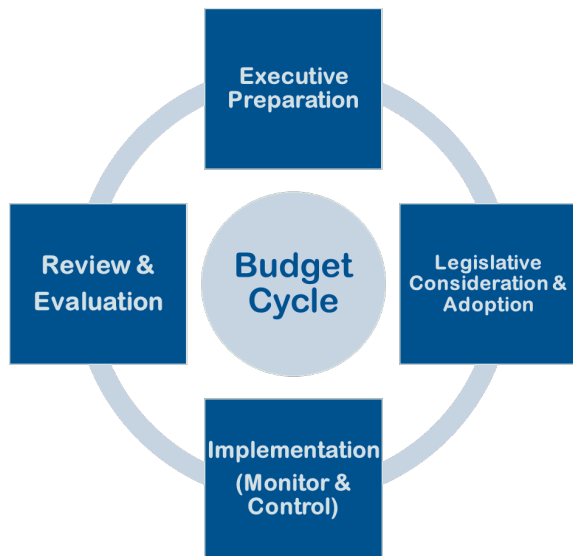 Executive
Preparation
Review &
Evaluation
Budget
Cycle
Legislative
Consideration &
Adoption
Implementation
(Monitor &
Control)